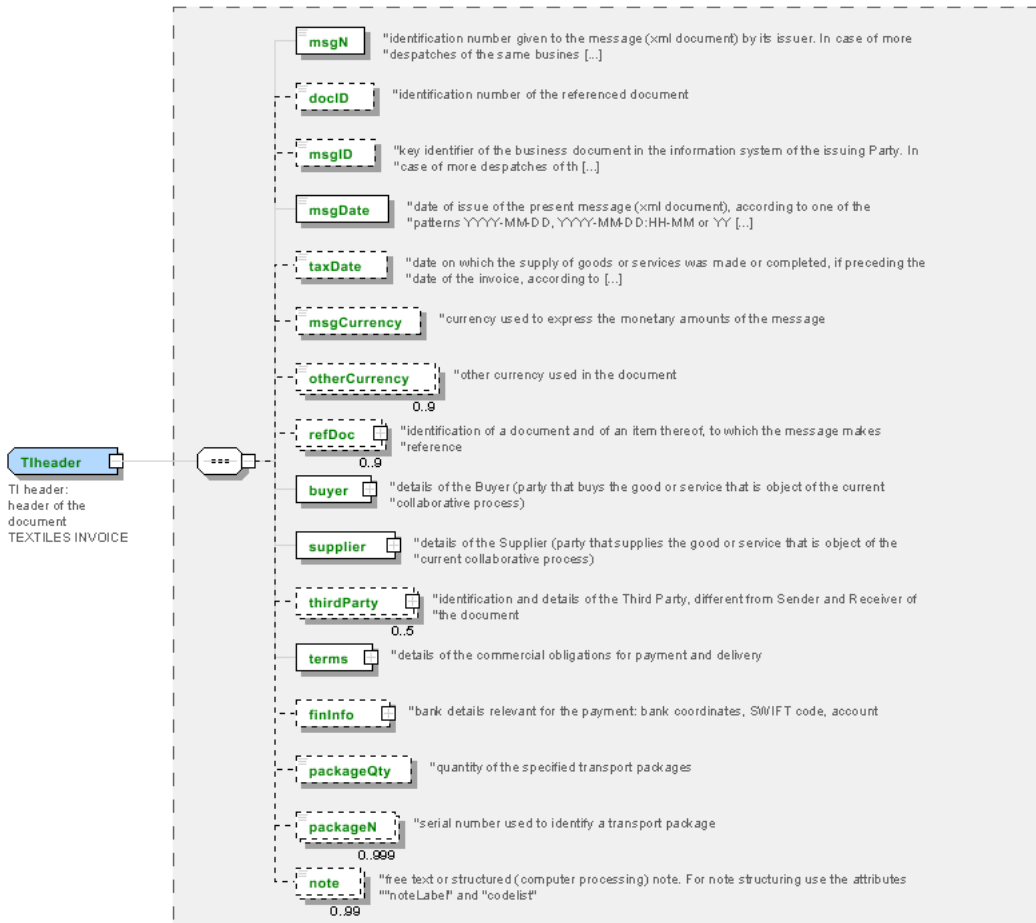 msgN
"identification number given to the message (xml document) by its issuer. In case of more
"despatches of the same busines [...]
docID
"identification number of the referenced document
msgID
"key identifier of the business document in the information system of the issuing Party. In
"case of more despatches of th [...]
msgDate
"date of issue of the present message (xml document), according to one of the
"patterns YYYY-MM-DD, YYYY-MM-DD:HH-MM or YY [...]
taxDate
"date on which the supply of goods or services was made or completed, if preceding the
"date of the invoice, according to [...]
msgCurrency
"currency used to express the monetary amounts of the message
otherCurrency
"other currency used in the document
0..9
refDoc
"identification of a document and of an item thereof, to which the message makes
"reference
0..9
TIheader
TI header:
header of the
document
TEXTILES INVOICE
buyer
"details of the Buyer (party that buys the good or service that is object of the current
"collaborative process)
supplier
"details of the Supplier (party that supplies the good or service that is object of the
"current collaborative process)
thirdParty
"identification and details of the Third Party, different from Sender and Receiver of
"the document
0..5
terms
"details of the commercial obligations for payment and delivery
finInfo
"bank details relevant for the payment: bank coordinates, SWIFT code, account
packageQty
"quantity of the specified transport packages
packageN
"serial number used to identify a transport package
0..999
note
"free text or structured (computer processing) note. For note structuring use the attributes
""noteLabel" and "codelist"
0..99